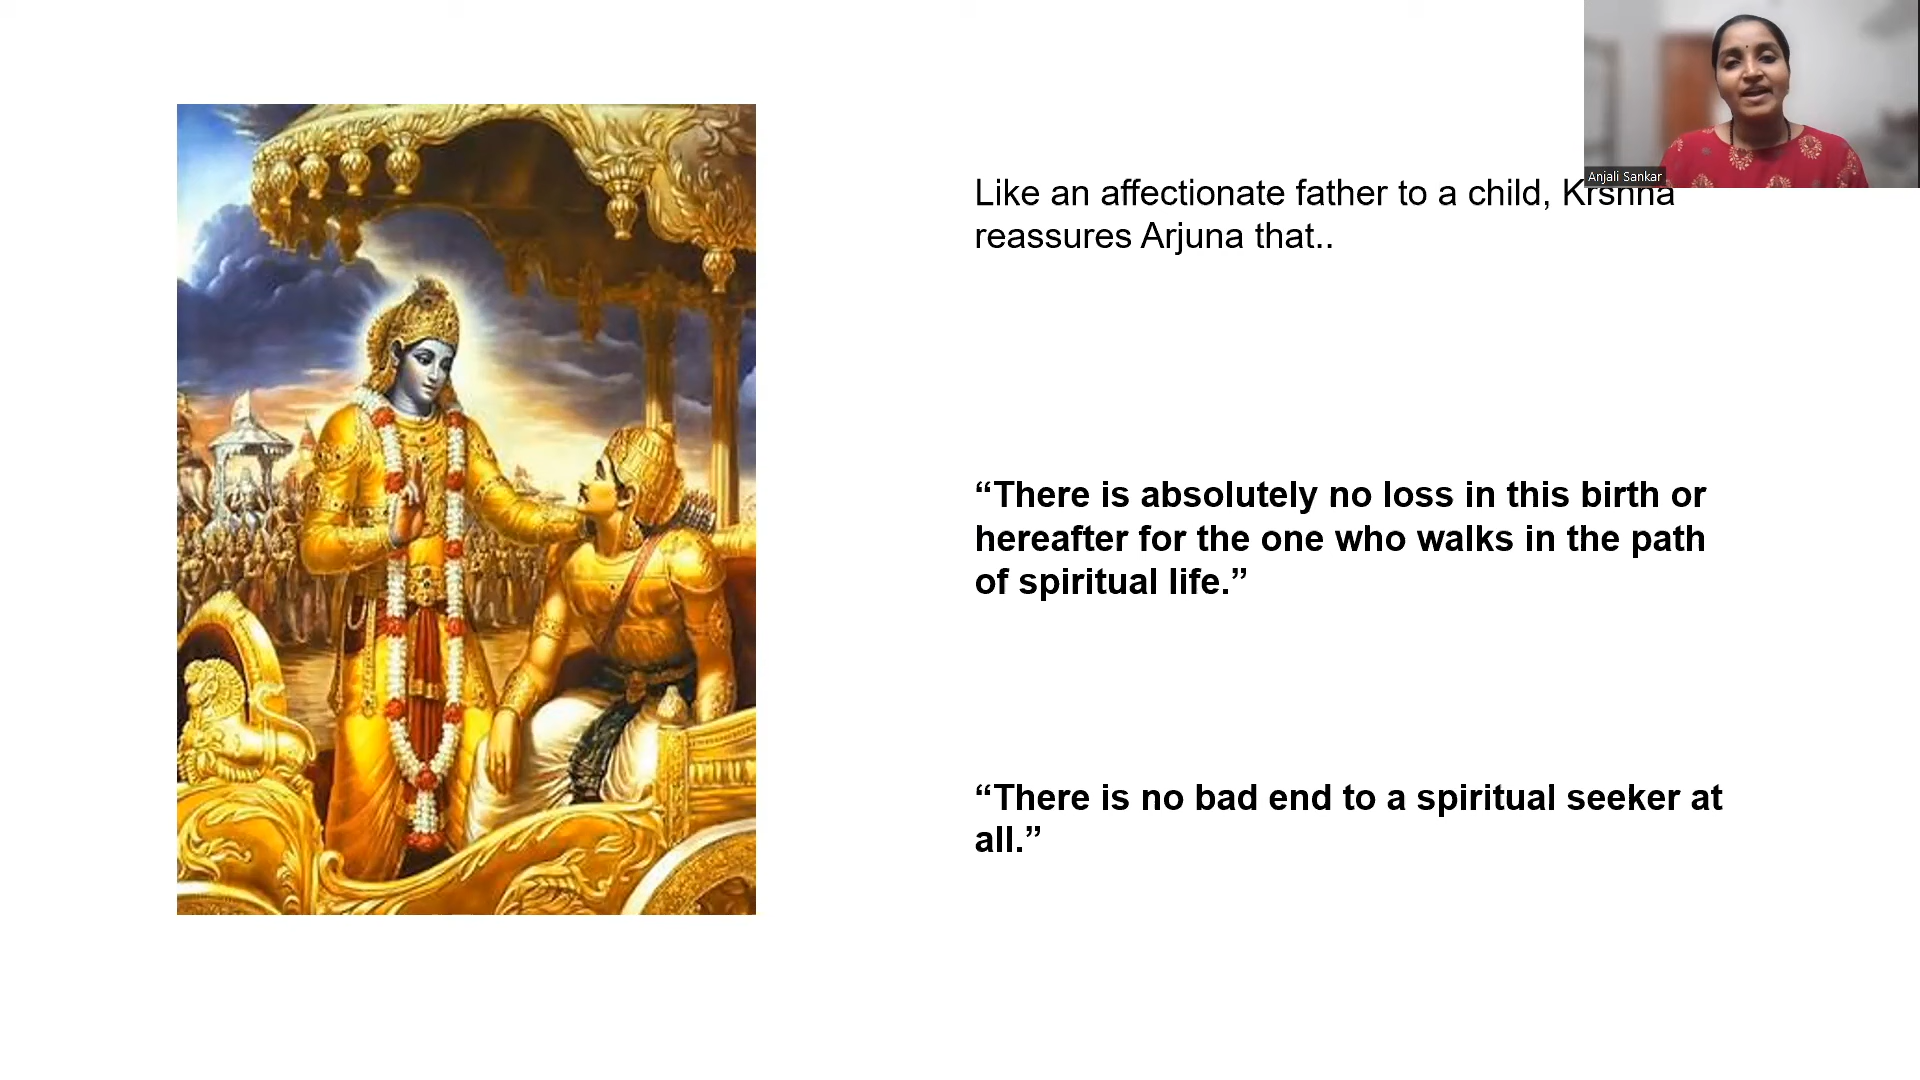 Anjali Sankar
Like an affectionate father to a child, Krshna
reassures Arjuna that..
“There is absolutely no loss in this birth or
hereafter for the one who walks in the path
of spiritual life.”
“There is no bad end to a spiritual seeker at
all.”